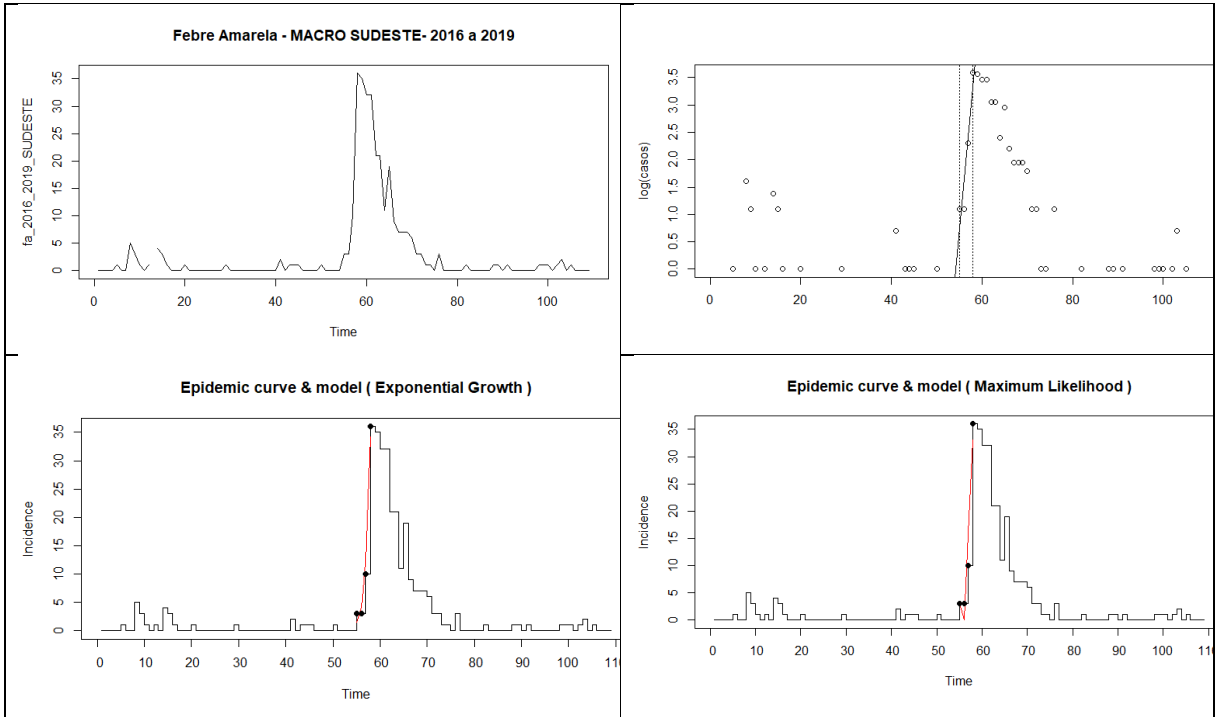 Febre Amarela - MACRO SUDESTE- 2016 a 2019
fa_2016_2019_SUDESTE
35
30
25
20
15
10
5
0
0 20 40 60 80 100
Time
log(casos)
3.5
3.0
2.5
2.0
1.5
1.0
0.5
0.0
0 20 40 60 80 100
Time
Epidemic curve & model ( Exponential Growth )
Incidence
35
30
25
20
15
10
5
0
0 10 20 30 40 50 60 70 80 90 100 110
Time
Epidemic curve & model ( Maximum Likelihood )
Incidence
35
30
25
20
15
10
5
0
0 10 20 30 40 50 60 70 80 90 100 110
Time